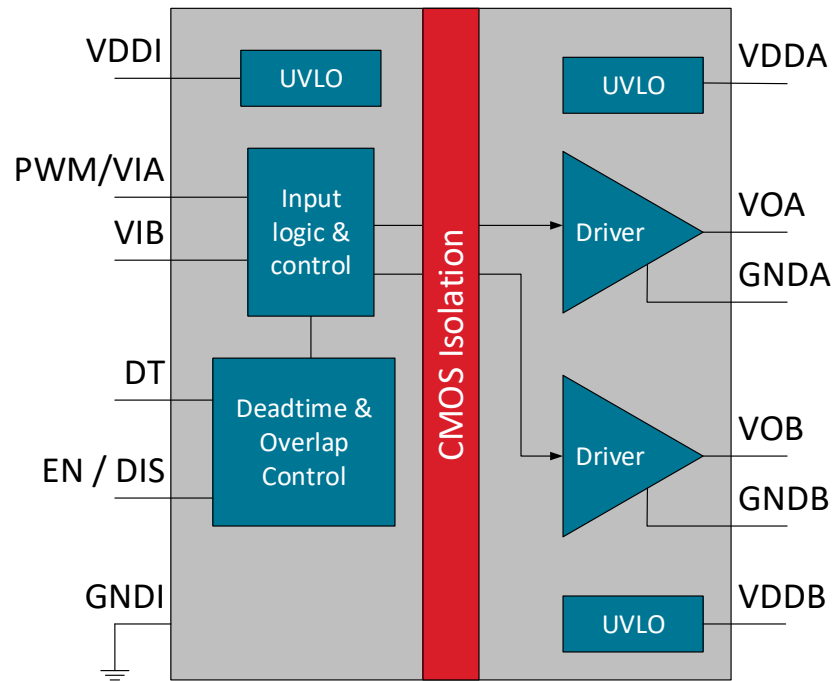 VDDI
UVLO
UVLO
VDDA
PWM/VIA
VIB
Input
logic &
control
CMOS Isolation
Driver
VOA
GNDA
DT
EN / DIS
Deadtime &
Overlap
Control
Driver
VOB
GNDB
GNDI
UVLO
VDDB